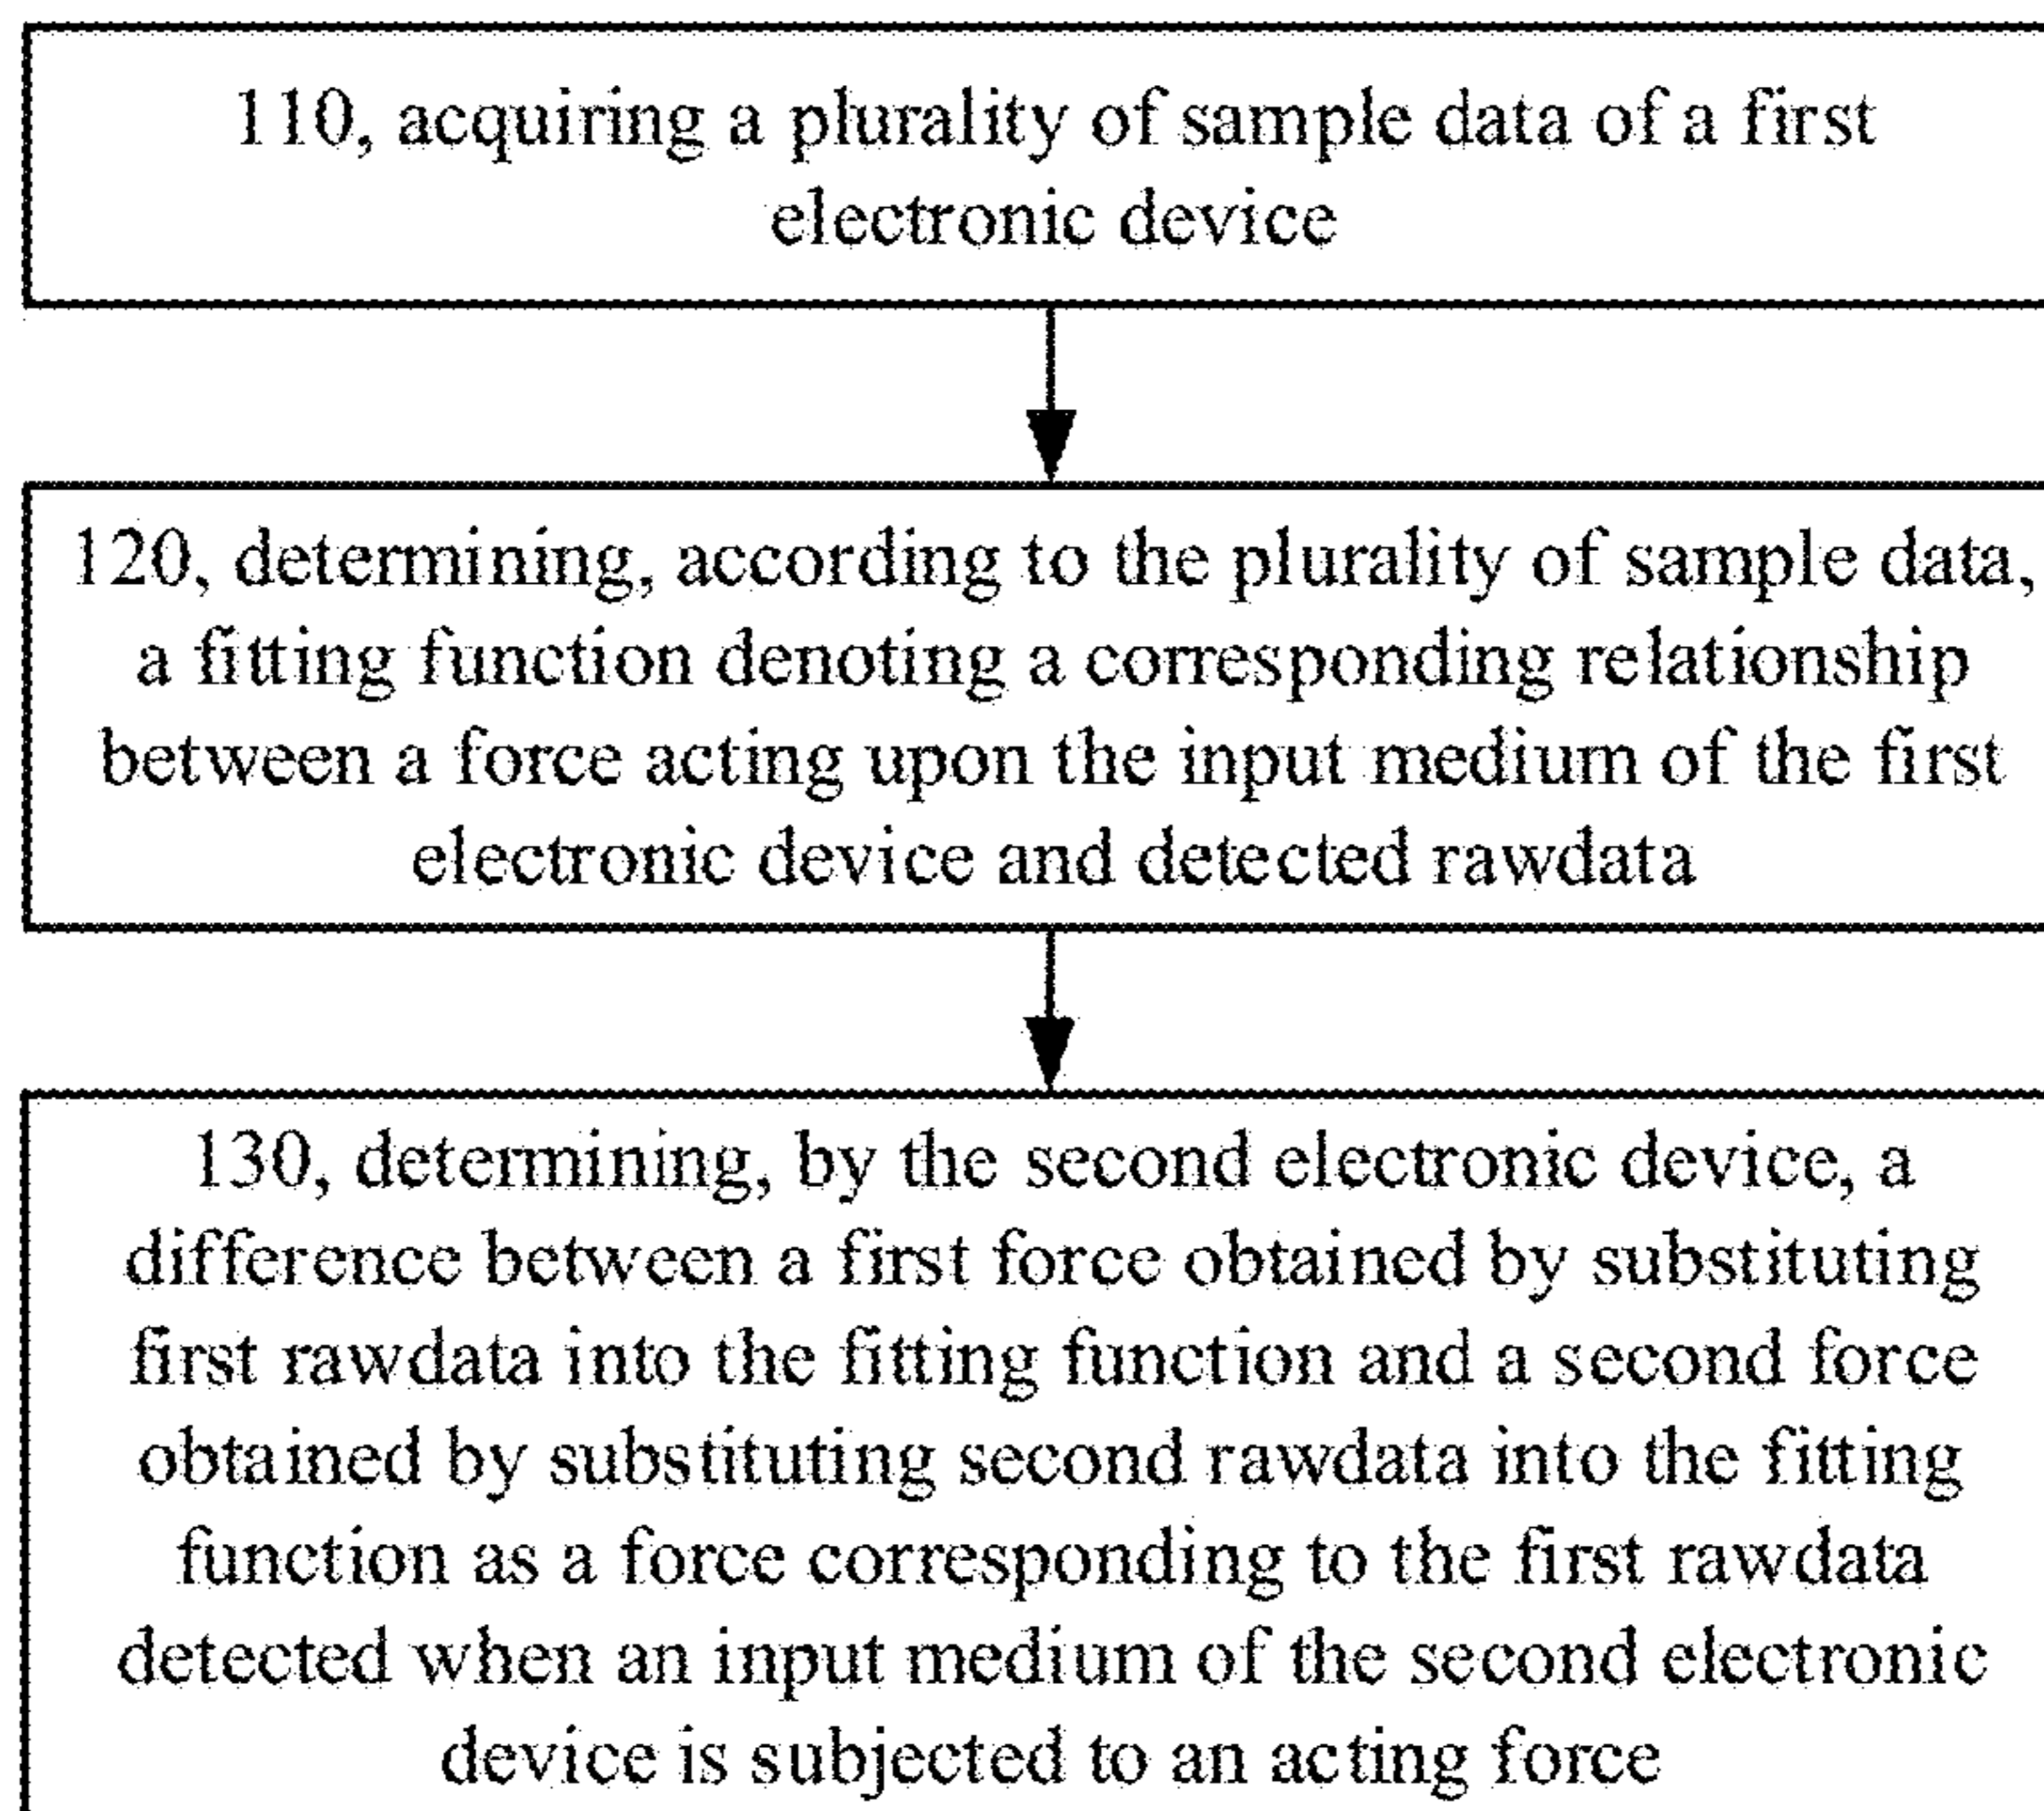 110, acquiring a plurality of sample data of a first
electronic device
120, determining, according to the plurality of sample data,
a fitting function denoting a corresponding relationship
between a force acting upon the input medium of the first
electronic device and detected rawdata
130, determining, by the second electronic device, a
difference between a first force obtained by substituting
first rawdata into the fitting function and a second force
obtained by substituting second rawdata into the fitting
function as a force corresponding to the first rawdata
detected when an input medium of the second electronic
device is subjected to an acting force